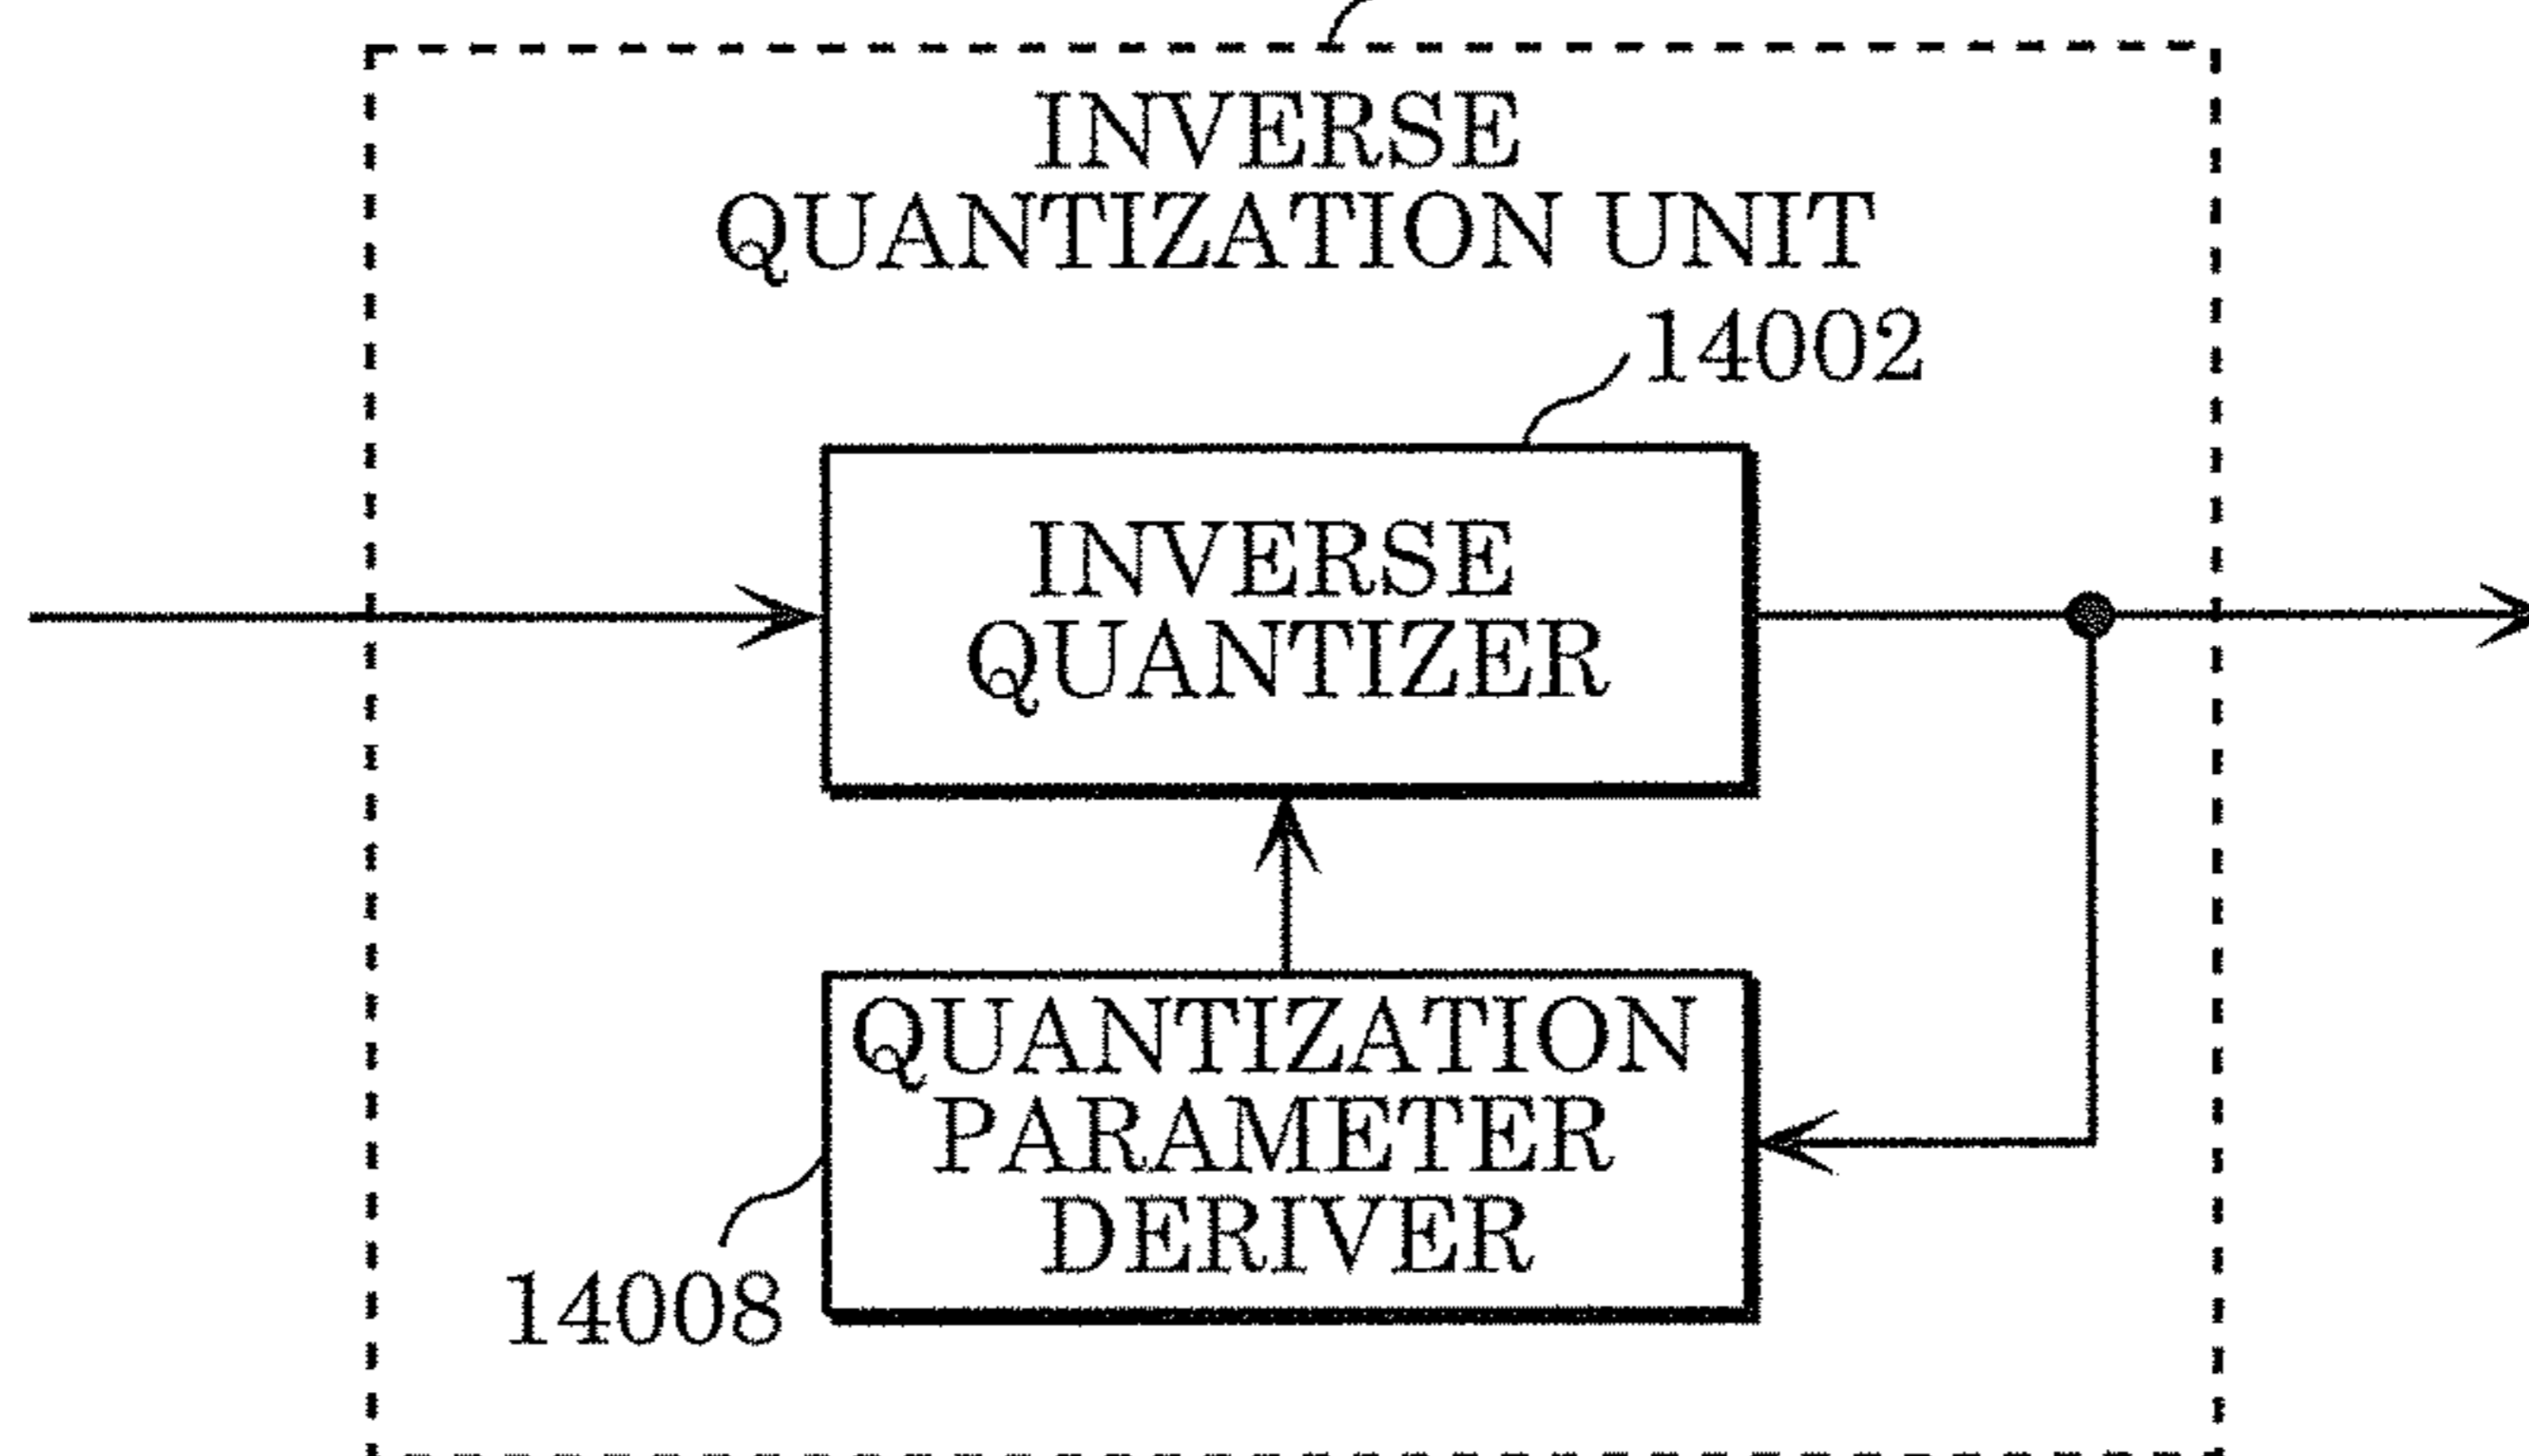 INVERSE
QUANTIZATION UNIT
14002
INVERSE
QUANTIZER
QUANTIZATION
PARAMETER
DERIVER
14008